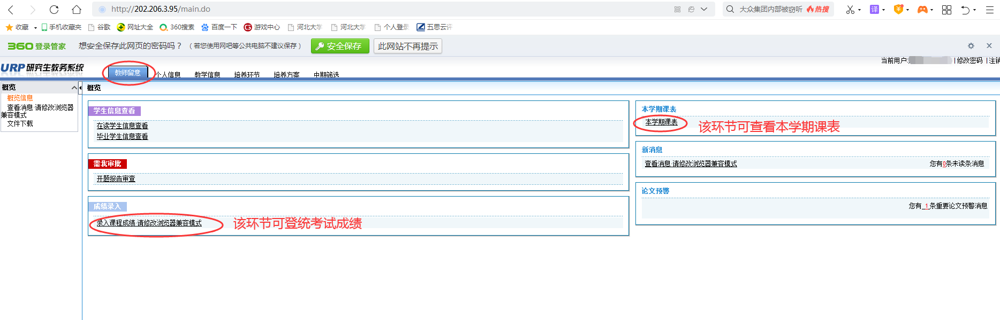 http://202.206.3.95/main.do
大众集团内部被窃听 热搜
译
收藏 手机收藏夹 谷歌 网址大全 360搜索 百度一下 游戏中心 河北大学 河北大学 个人登录 五思云评
360登录管家 想安全保存此网页的密码吗？ （若您使用网吧等公共电脑不建议保存） 安全保存 此网站不再提示
当前用户: | 修改密码 | 注销
URP研究生教务系统 教师留意 个人信息 教学信息 培养环节 培养方案 中期筛选
概览
概览信息
查看消息·请修改浏览器
兼容模式
文件下载
概览
学生信息查看
在读学生信息查看
毕业学生信息查看
需我审批
开题报告审查
成绩录入
录入课程成绩·请修改浏览器兼容模式 该环节可登统考试成绩
本学期课表
本学期课表 该环节可查看本学期课表
新消息
查看消息·请修改浏览器兼容模式 您有0条未读条消息
论文预警
您有 1 条重要论文预警消息